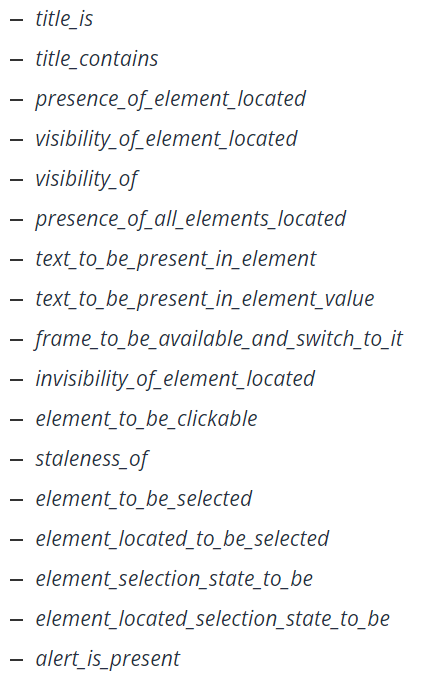 – title_is
– title_contains
– presence_of_element_located
– visibility_of_element_located
– visibility_of
– presence_of_all_elements_located
– text_to_be_present_in_element
– text_to_be_present_in_element_value
– frame_to_be_available_and_switch_to_it
– invisibility_of_element_located
– element_to_be_clickable
– staleness_of
– element_to_be_selected
– element_located_to_be_selected
– element_selection_state_to_be
– element_located_selection_state_to_be
– alert_is_present